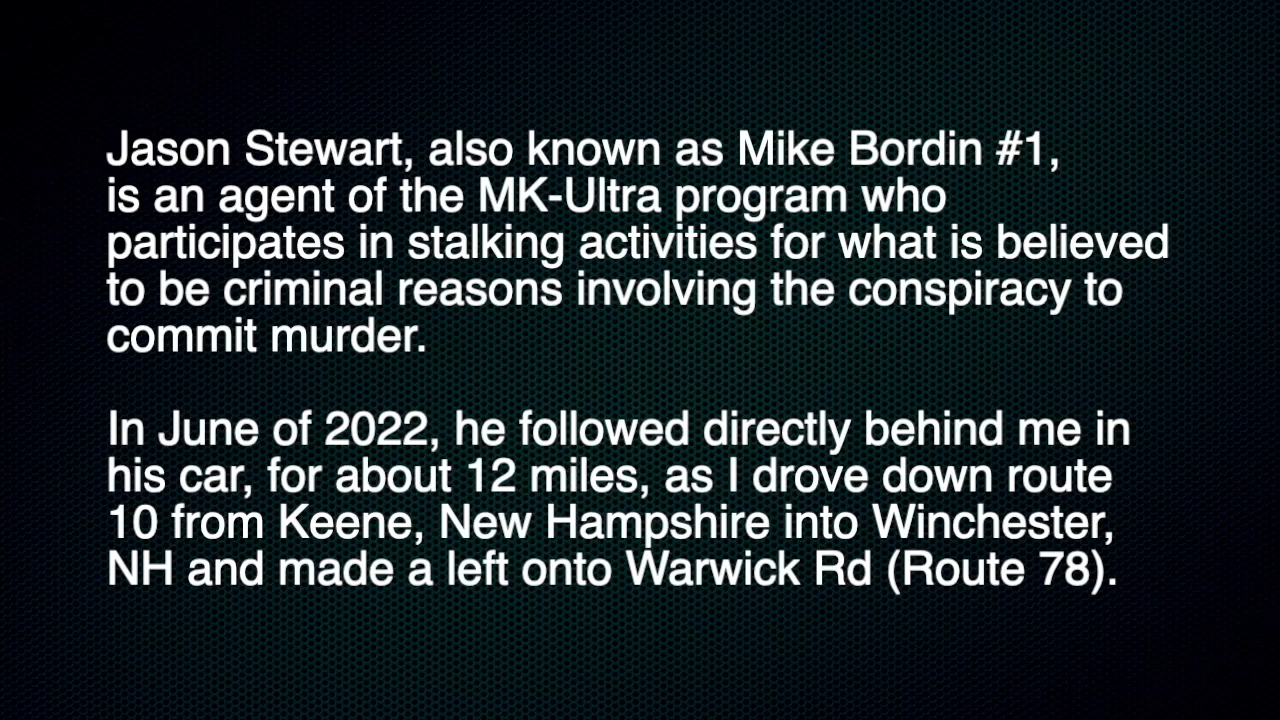 Jason Stewart, also known as Mike Bordin #1,
is an agent of the MK-Ultra program who
participates in stalking activities for what is believed
to be criminal reasons involving the conspiracy to
commit murder.
In June of 2022, he followed directly behind me in
his car, for about 12 miles, as I drove down route
10 from Keene, New Hampshire into Winchester,
NH and made a left onto Warwick Rd (Route 78).